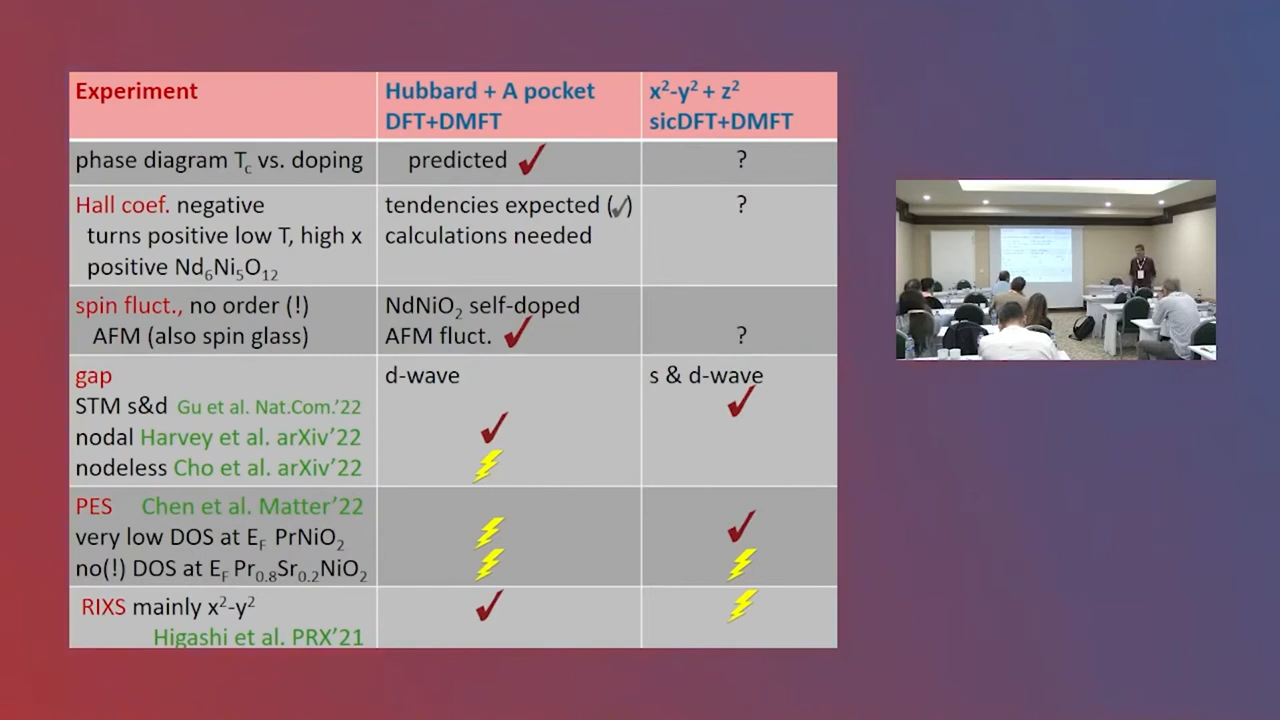 Experiment
Hubbard + A pocket
DFT+DMFT
x²-y² + z²
sicDFT+DMFT
phase diagram Tc vs. doping
predicted ✓
?
Hall coef. negative
turns positive low T, high x
positive Nd₆Ni₅O₁₂
tendencies expected (✓)
calculations needed
?
spin fluct., no order (!)
AFM (also spin glass)
NdNiO₂ self-doped
AFM fluct. ✓
?
gap
STM s&d Gu et al. Nat.Com.'22
nodal Harvey et al. arXiv'22
nodeless Cho et al. arXiv'22
d-wave
s & d-wave
PES Chen et al. Matter'22
very low DOS at EF PrNiO₂
no(!) DOS at EF Pr₀.₈Sr₀.₂NiO₂
RIXS mainly x²-y²
Higashi et al. PRX'21